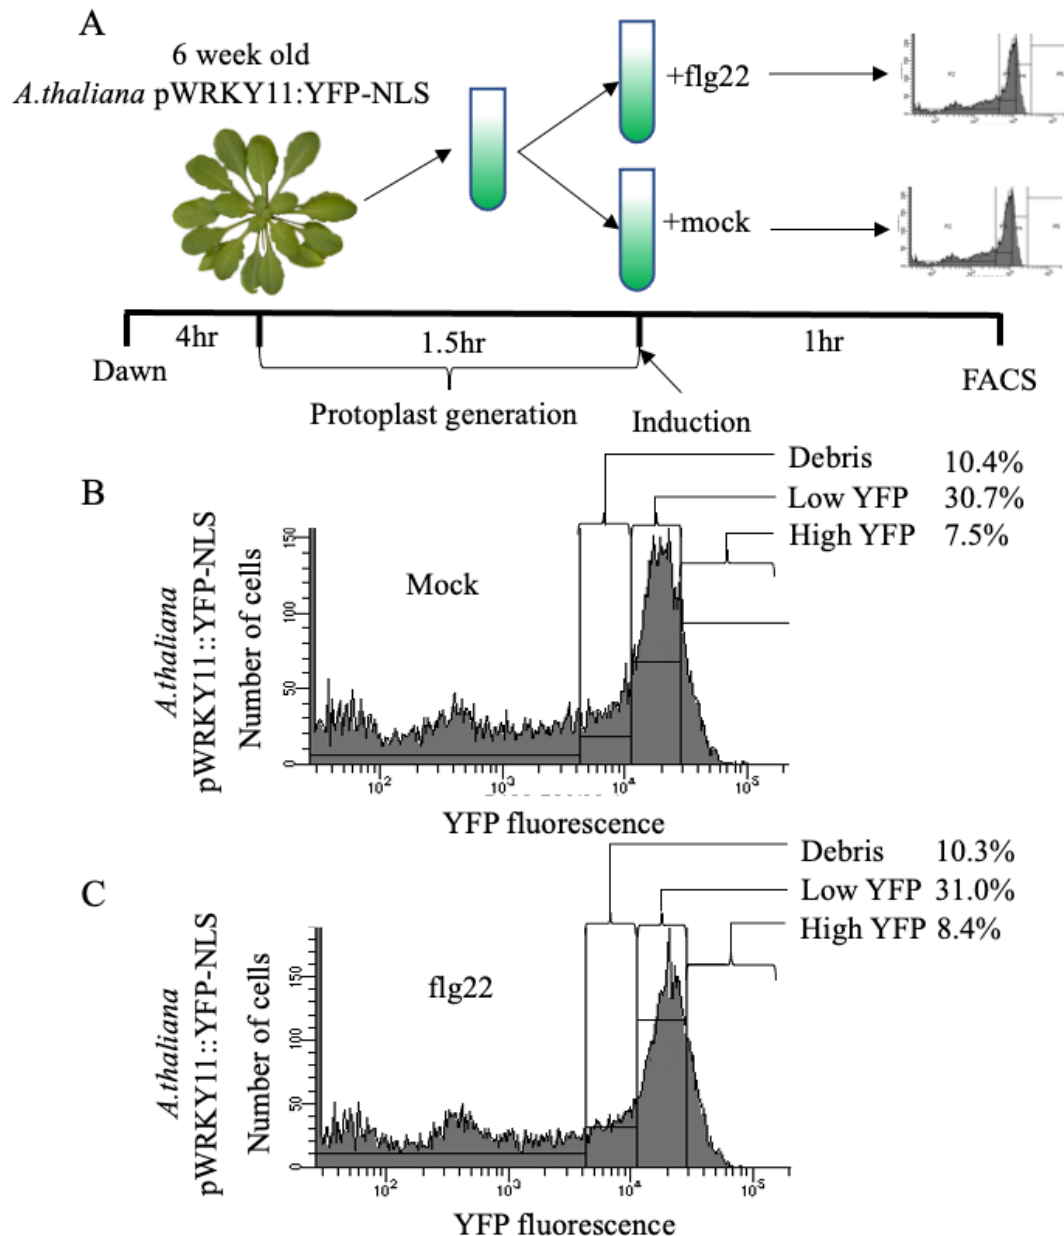 A
6 week old
A.thaliana pWRKY11:YFP-NLS
+flg22
+mock
4hr
1.5hr
1hr
Dawn
FACS
Protoplast generation
Induction
B
Debris 10.4%
Low YFP 30.7%
High YFP 7.5%
A.thaliana
pWRKY11::YFP-NLS
Number of cells
Mock
150
100
50
0
10² 10³ 10⁴ 10⁵
YFP fluorescence
C
Debris 10.3%
Low YFP 31.0%
High YFP 8.4%
A.thaliana
pWRKY11::YFP-NLS
Number of cells
flg22
150
100
50
0
10² 10³ 10⁴ 10⁵
YFP fluorescence